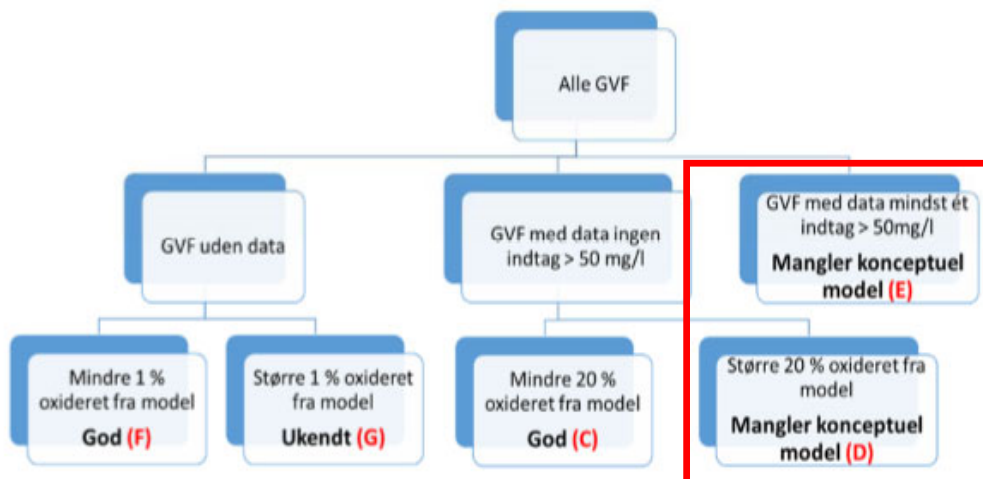 Alle GVF
GVF uden data
GVF med data ingen
indtag > 50 mg/l
GVF med data mindst ét
indtag > 50mg/l
Mangler konceptuel
model (E)
Mindre 1 %
oxideret fra model
God (F)
Større 1 % oxideret
fra model
Ukendt (G)
Mindre 20 %
oxideret fra model
God (C)
Større 20 % oxideret fra
model
Mangler konceptuel
model (D)